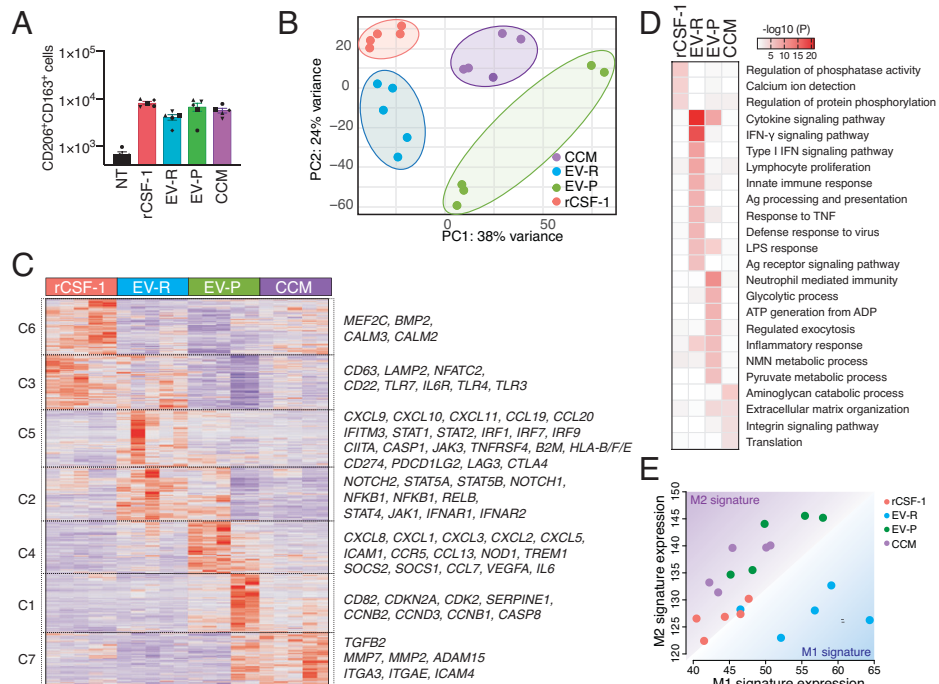 A
CD206+CD163+ cells
1×10^5
1×10^4
1×10^3
NT
rCSF-1
EV-R
EV-P
CCM
B
PC2: 24% variance
20
0
−20
−40
−60
0
50
PC1: 38% variance
CCM
EV-R
EV-P
rCSF-1
C
rCSF-1 EV-R EV-P CCM
C6
MEF2C, BMP2,
CALM3, CALM2
C3
CD63, LAMP2, NFATC2,
CD22, TLR7, IL6R, TLR4, TLR3
C5
CXCL9, CXCL10, CXCL11, CCL19, CCL20
IFITM3, STAT1, STAT2, IRF1, IRF7, IRF9
CIITA, CASP1, JAK3, TNFRSF4, B2M, HLA-B/F/E
CD274, PDCD1LG2, LAG3, CTLA4
C2
NOTCH2, STAT5A, STAT5B, NOTCH1,
NFKB1, NFKB1, RELB,
STAT4, JAK1, IFNAR1, IFNAR2
C4
CXCL8, CXCL1, CXCL3, CXCL2, CXCL5,
ICAM1, CCR5, CCL13, NOD1, TREM1
SOCS2, SOCS1, CCL7, VEGFA, IL6
C1
CD82, CDKN2A, CDK2, SERPINE1,
CCNB2, CCND3, CCNB1, CASP8
C7
TGFB2
MMP7, MMP2, ADAM15
ITGA3, ITGAE, ICAM4
D
rCSF-1
EV-R
EV-P
CCM
-log10 (P)
5 10 15 20
Regulation of phosphatase activity
Calcium ion detection
Regulation of protein phosphorylation
Cytokine signaling pathway
IFN-γ signaling pathway
Type I IFN signaling pathway
Lymphocyte proliferation
Innate immune response
Ag processing and presentation
Response to TNF
Defense response to virus
LPS response
Ag receptor signaling pathway
Neutrophil mediated immunity
Glycolytic process
ATP generation from ADP
Regulated exocytosis
Inflammatory response
NMN metabolic process
Pyruvate metabolic process
Aminoglycan catabolic process
Extracellular matrix organization
Integrin signaling pathway
Translation
E
M2 signature expression
150
145
140
135
130
125
120
M2 signature
M1 signature
40 45 50 55 60 65
M1 signature expression
rCSF-1
EV-R
EV-P
CCM